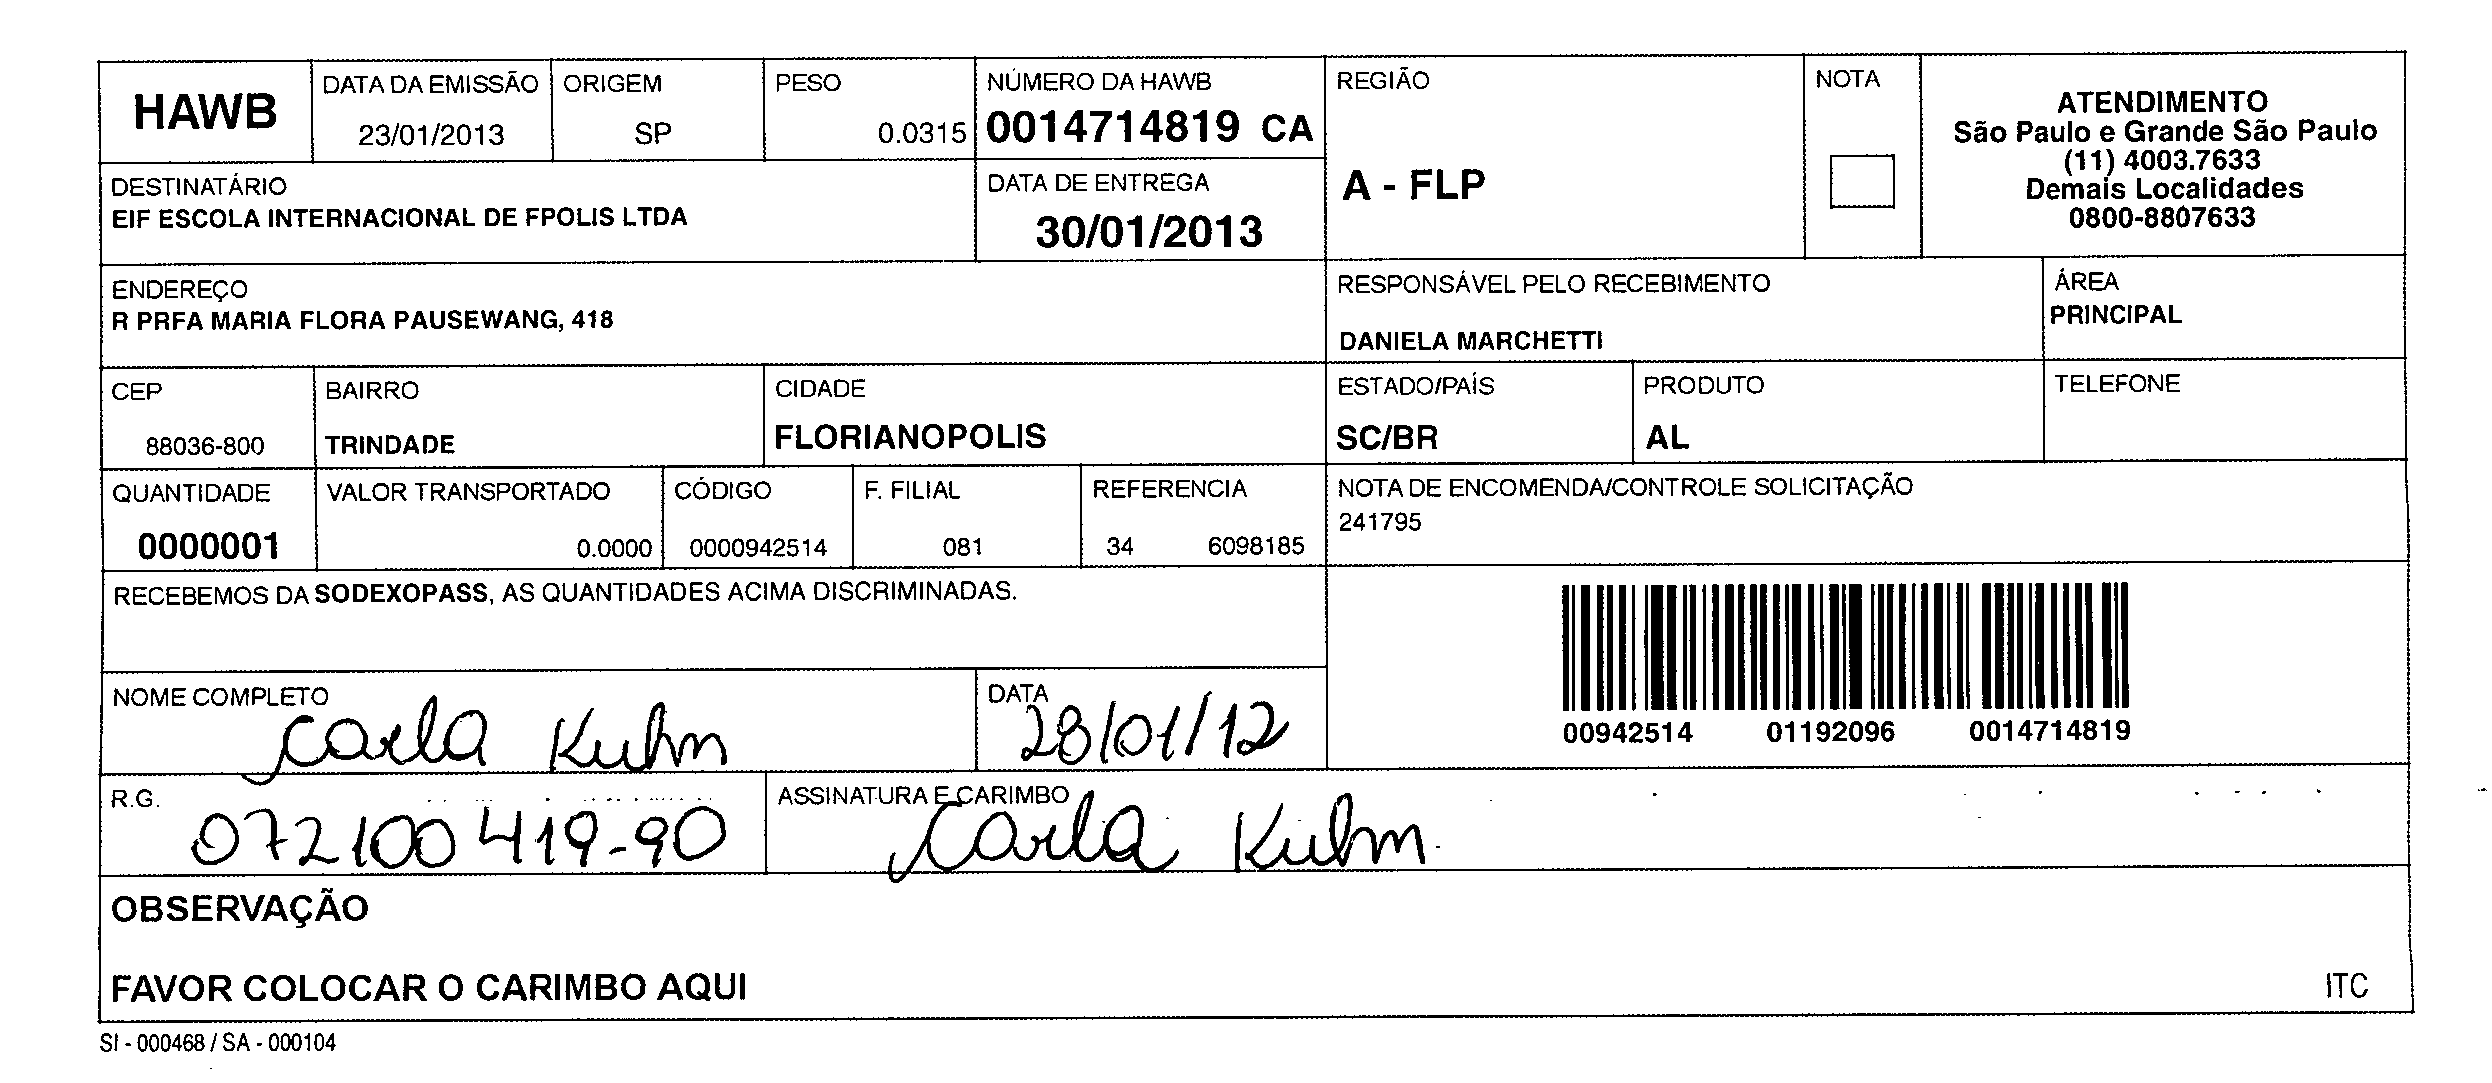 HAWB
DATA DA EMISSÃO
23/01/2013
ORIGEM
SP
PESO
0.0315
NÚMERO DA HAWB
0014714819 CA
REGIÃO
A - FLP
NOTA
ATENDIMENTO
São Paulo e Grande São Paulo
(11) 4003.7633
Demais Localidades
0800-8807633
DESTINATÁRIO
EIF ESCOLA INTERNACIONAL DE FPOLIS LTDA
DATA DE ENTREGA
30/01/2013
ENDEREÇO
R PRFA MARIA FLORA PAUSEWANG, 418
RESPONSÁVEL PELO RECEBIMENTO
DANIELA MARCHETTI
ÁREA
PRINCIPAL
CEP
88036-800
BAIRRO
TRINDADE
CIDADE
FLORIANOPOLIS
ESTADO/PAÍS
SC/BR
PRODUTO
AL
TELEFONE
QUANTIDADE
0000001
VALOR TRANSPORTADO
0.0000
CÓDIGO
0000942514
F. FILIAL
081
REFERENCIA
34 6098185
NOTA DE ENCOMENDA/CONTROLE SOLICITAÇÃO
241795
RECEBEMOS DA SODEXOPASS, AS QUANTIDADES ACIMA DISCRIMINADAS.
00942514 01192096 0014714819
NOME COMPLETO
Carla Kuhn
DATA
28/01/12
R.G.
072100419-90
ASSINATURA E CARIMBO
Carla Kuhn
OBSERVAÇÃO
FAVOR COLOCAR O CARIMBO AQUI
ITC
SI - 000468 / SA - 000104